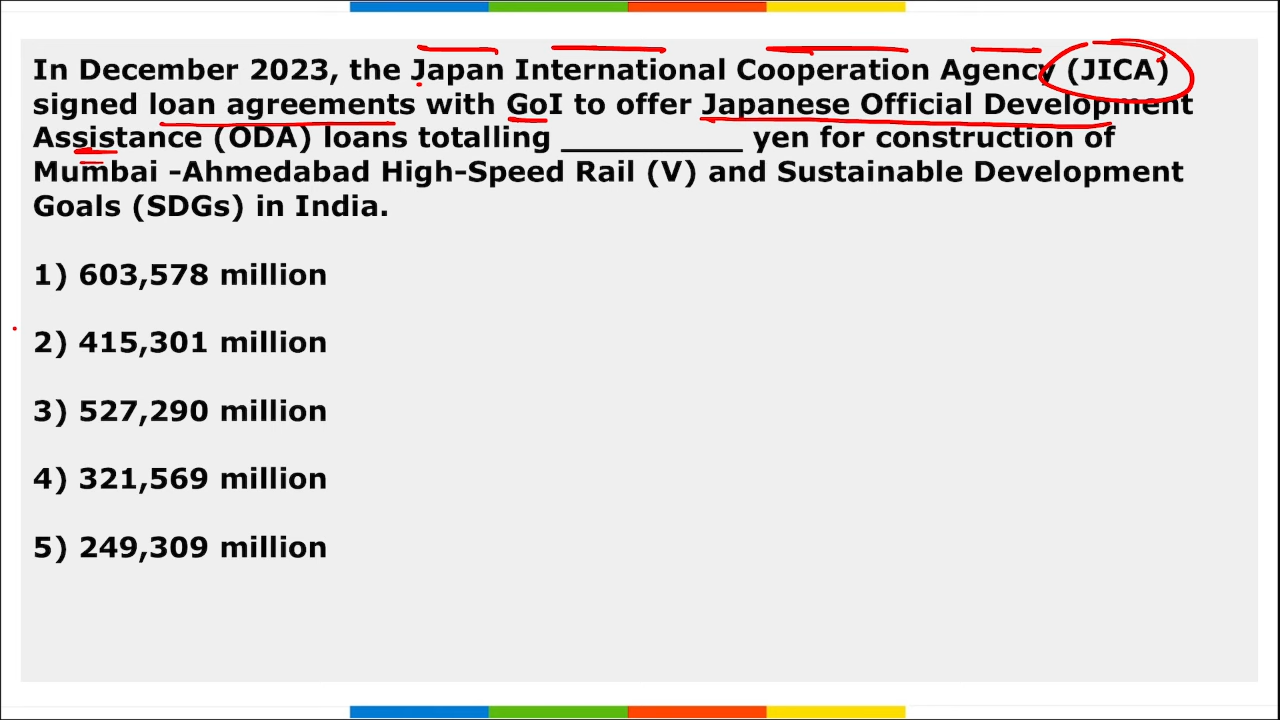 In December 2023, the Japan International Cooperation Agency (JICA)
signed loan agreements with GoI to offer Japanese Official Development
Assistance (ODA) loans totalling ___________ yen for construction of
Mumbai -Ahmedabad High-Speed Rail (V) and Sustainable Development
Goals (SDGs) in India.
1) 603,578 million
2) 415,301 million
3) 527,290 million
4) 321,569 million
5) 249,309 million